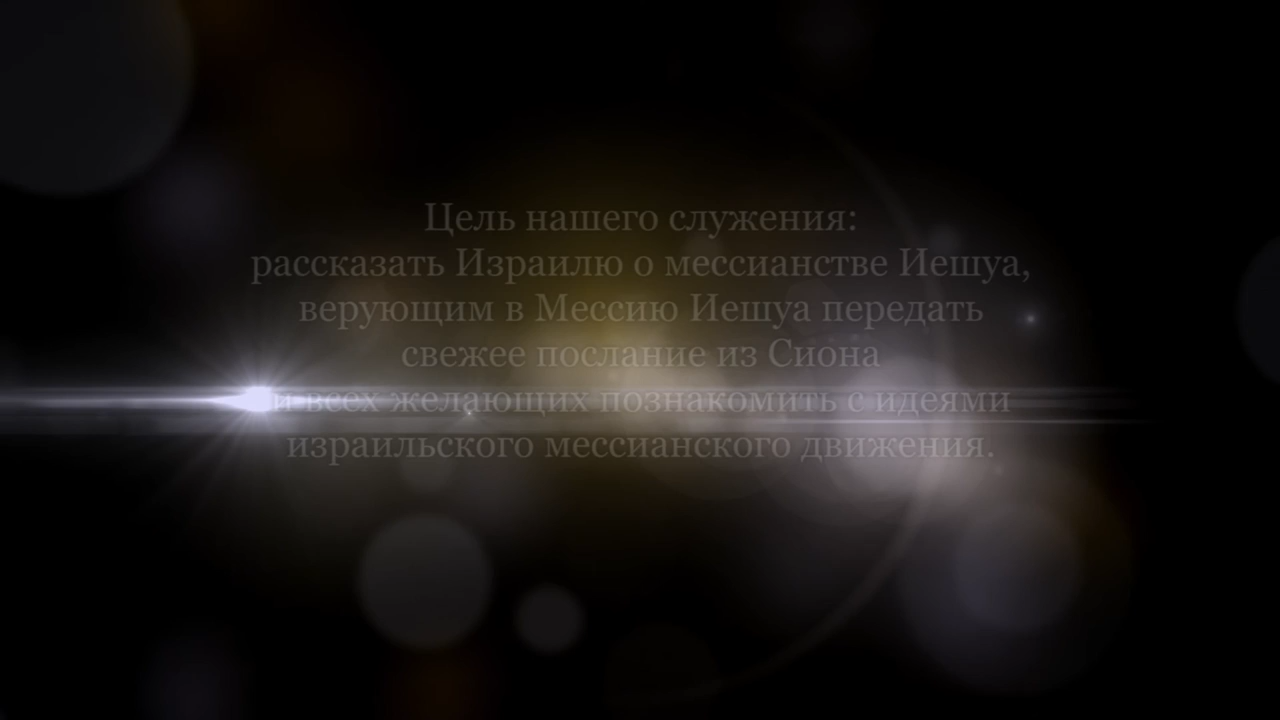 Цель нашего служения:
рассказать Израилю о мессианстве Иешуа,
верующим в Мессию Иешуа передать
свежее послание из Сиона
и всех желающих познакомить с идеями
израильского мессианского движения.